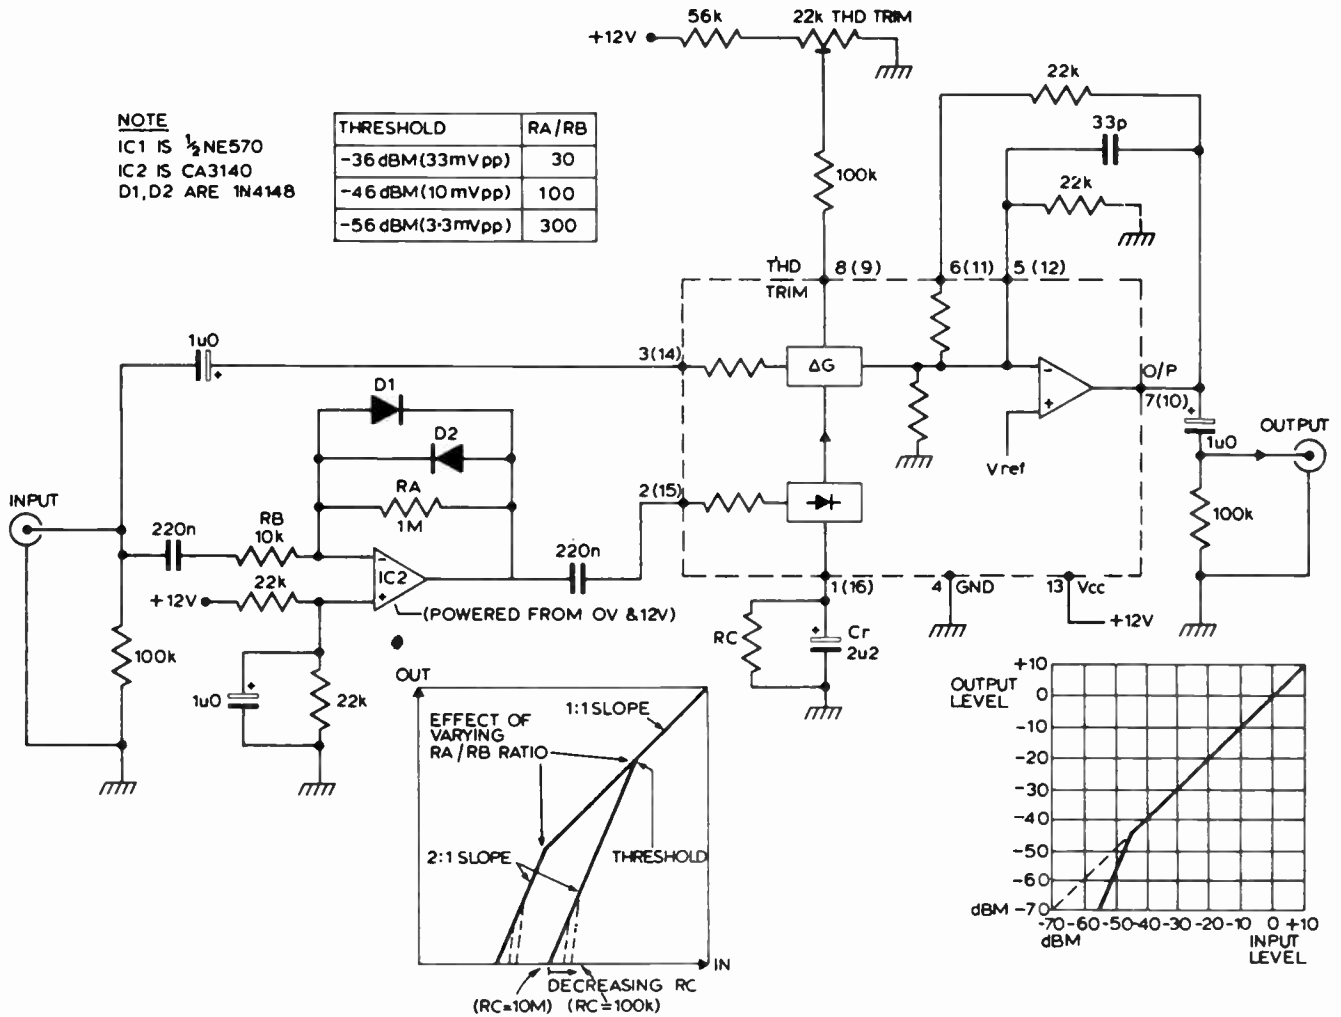 56k
22k THD TRIM
+12V
22k
33p
100k
22k
NOTE
IC1 IS ½NE570
IC2 IS CA3140
D1,D2 ARE 1N4148
THRESHOLD RA/RB
-36 dBM(33mVpp) 30
-46 dBM(10mVpp) 100
-56 dBM(3·3mVpp) 300
THD
TRIM
8(9)
6(11)
5(12)
1u0
+
3(14)
ΔG
-
+
O/P
7(10)
Vref
+
1u0
OUTPUT
D1
D2
RA
1M
2(15)
INPUT
220n
RB
10k
-
+
IC2
220n
100k
22k
+12V
(POWERED FROM 0V &12V)
1(16)
4 GND
13 Vcc
+12V
100k
RC
+
Cr
2u2
+
1u0
22k
OUT
EFFECT OF
VARYING
RA/RB RATIO
1:1 SLOPE
2:1 SLOPE
THRESHOLD
IN
DECREASING RC
(RC=10M) (RC=100k)
OUTPUT
LEVEL
+10
0
-10
-20
-30
-40
-50
-60
dBM -70
-70 -60 -50 -40 -30 -20 -10 0 +10
dBM
INPUT
LEVEL